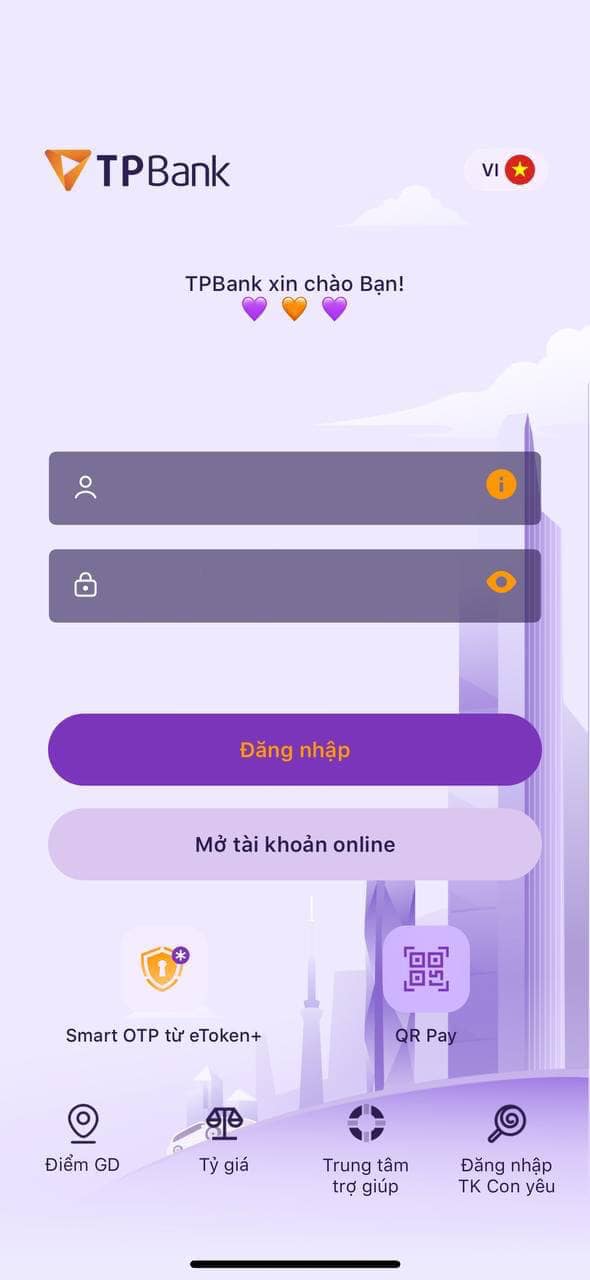 TPBank
VI
TPBank xin chào Bạn!
Đăng nhập
Mở tài khoản online
Smart OTP từ eToken+
QR Pay
Điểm GD
Tỷ giá
Trung tâm
trợ giúp
Đăng nhập
TK Con yêu